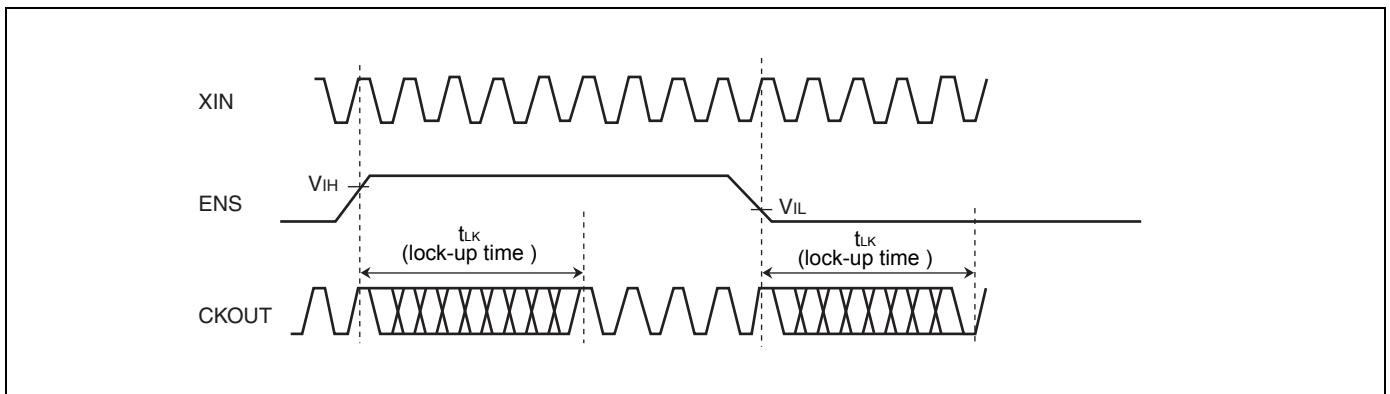 XIN
VIH
ENS
VIL
tLK
(lock-up time )
tLK
(lock-up time )
CKOUT